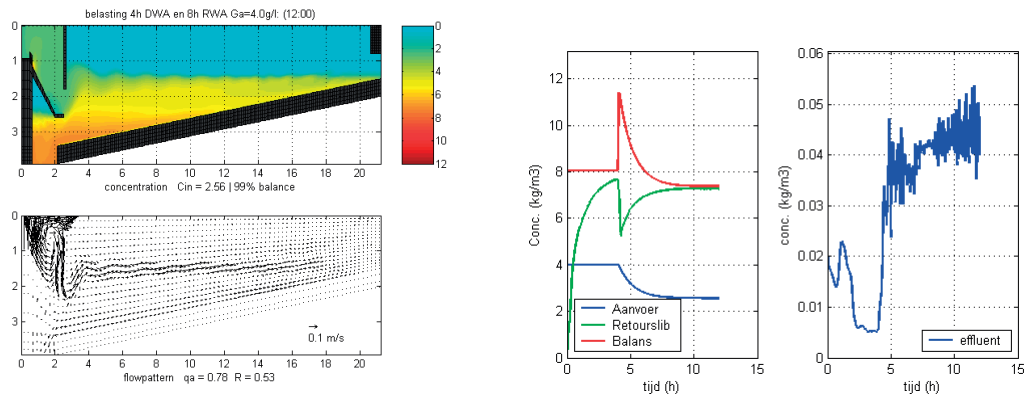 belasting 4h DWA en 8h RWA Ga=4.0g/l: (12:00)
0
1
2
3
0 2 4 6 8 10 12 14 16 18 20
concentration Cin = 2.56 | 99% balance
0
2
4
6
8
10
12
0
1
2
3
0.1 m/s
0 2 4 6 8 10 12 14 16 18 20
flowpattern qa = 0.78 R = 0.53
Conc. (kg/m3)
12
10
8
6
4
2
0
Aanvoer
Retourslib
Balans
0 5 10 15
tijd (h)
conc. (kg/m3)
0.06
0.05
0.04
0.03
0.02
0.01
0
effluent
0 5 10 15
tijd (h)